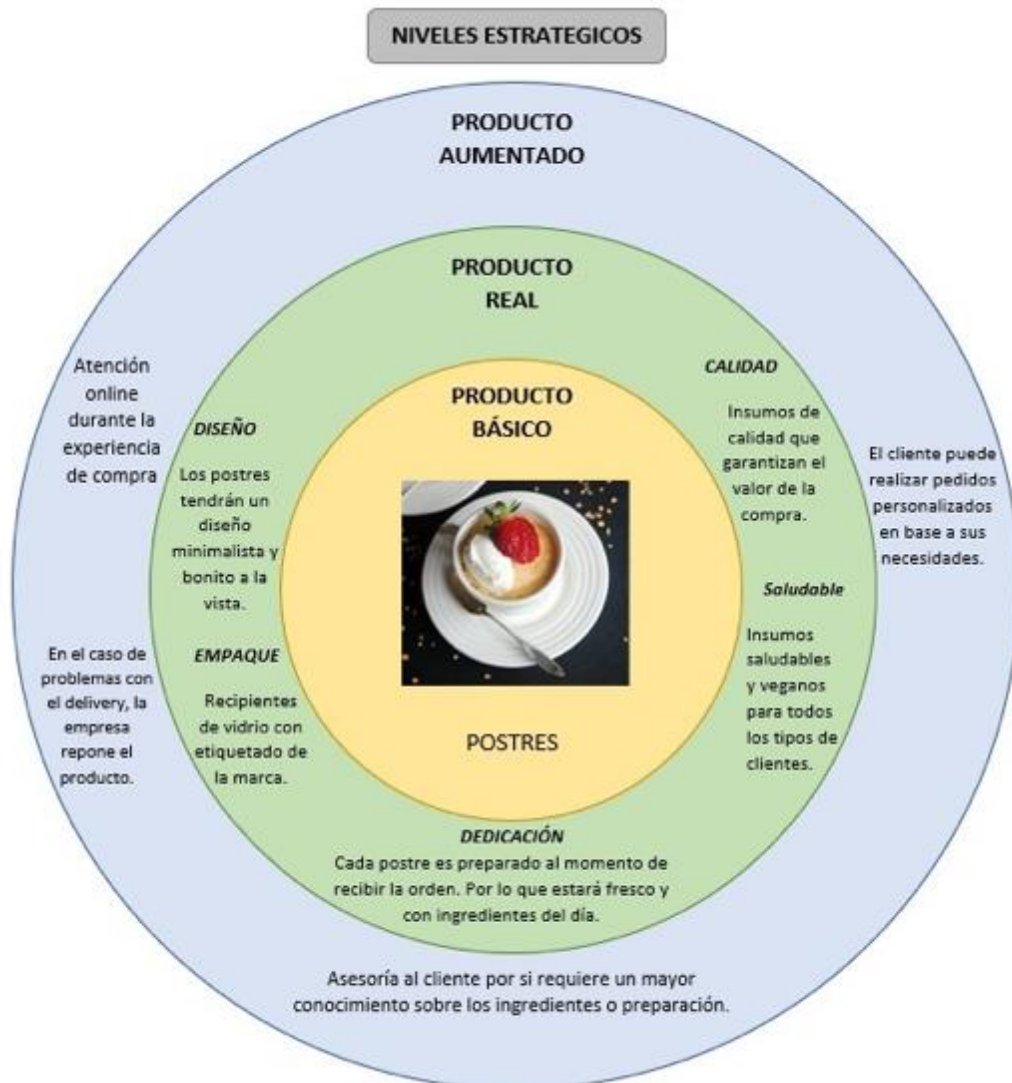 NIVELES ESTRATEGICOS
PRODUCTO
AUMENTADO
PRODUCTO
REAL
PRODUCTO
BÁSICO
POSTRES
Atención
online
durante la
experiencia
de compra
En el caso de
problemas con
el delivery, la
empresa
repone el
producto.
DISEÑO
Los postres
tendrán un
diseño
minimalista y
bonito a la
vista.
EMPAQUE
Recipientes
de vidrio con
etiquetado de
la marca.
CALIDAD
Insumos de
calidad que
garantizan el
valor de la
compra.
Saludable
Insumos
saludables
y veganos
para todos
los tipos de
clientes.
El cliente puede
realizar pedidos
personalizados
en base a sus
necesidades.
DEDICACIÓN
Cada postre es preparado al momento de
recibir la orden. Por lo que estará fresco y
con ingredientes del día.
Asesoría al cliente por si requiere un mayor
conocimiento sobre los ingredientes o preparación.